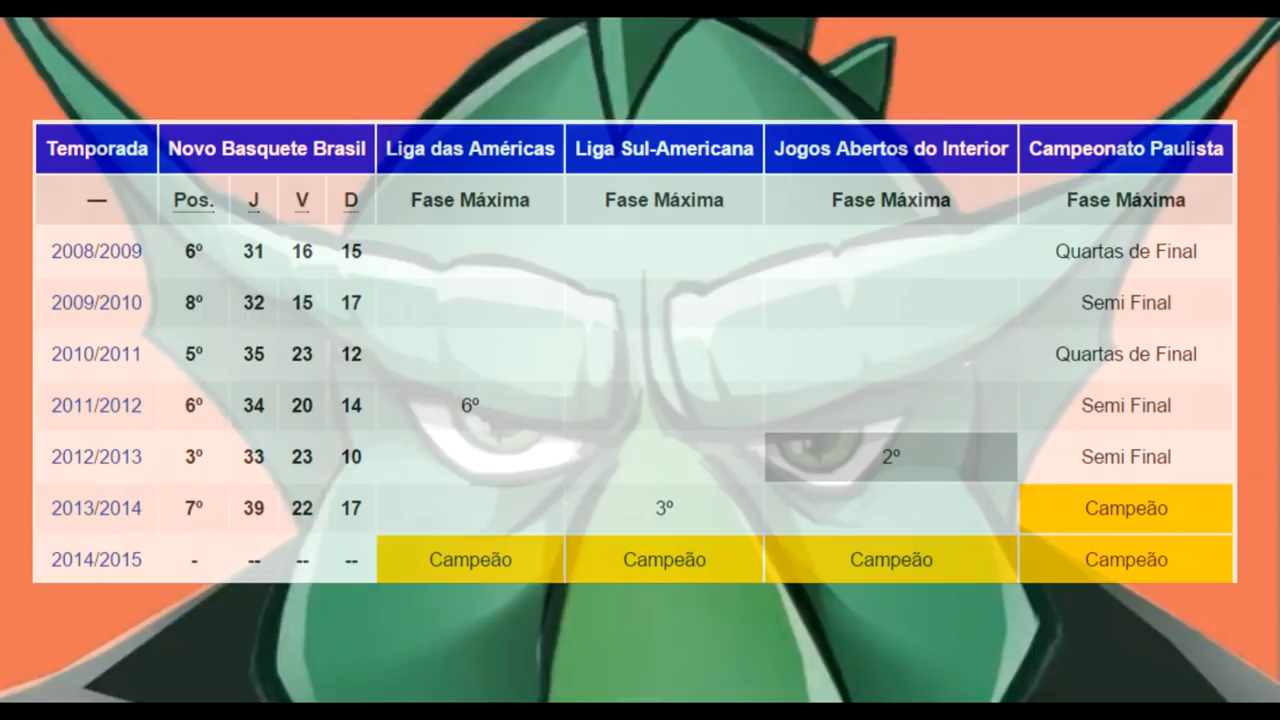 Temporada Novo Basquete Brasil Liga das Américas Liga Sul-Americana Jogos Abertos do Interior Campeonato Paulista
— Pos. J V D Fase Máxima Fase Máxima Fase Máxima Fase Máxima
2008/2009 6º 31 16 15 Quartas de Final
2009/2010 8º 32 15 17 Semi Final
2010/2011 5º 35 23 12 Quartas de Final
2011/2012 6º 34 20 14 6º Semi Final
2012/2013 3º 33 23 10 2º Semi Final
2013/2014 7º 39 22 17 3º Campeão
2014/2015 - -- -- -- Campeão Campeão Campeão Campeão